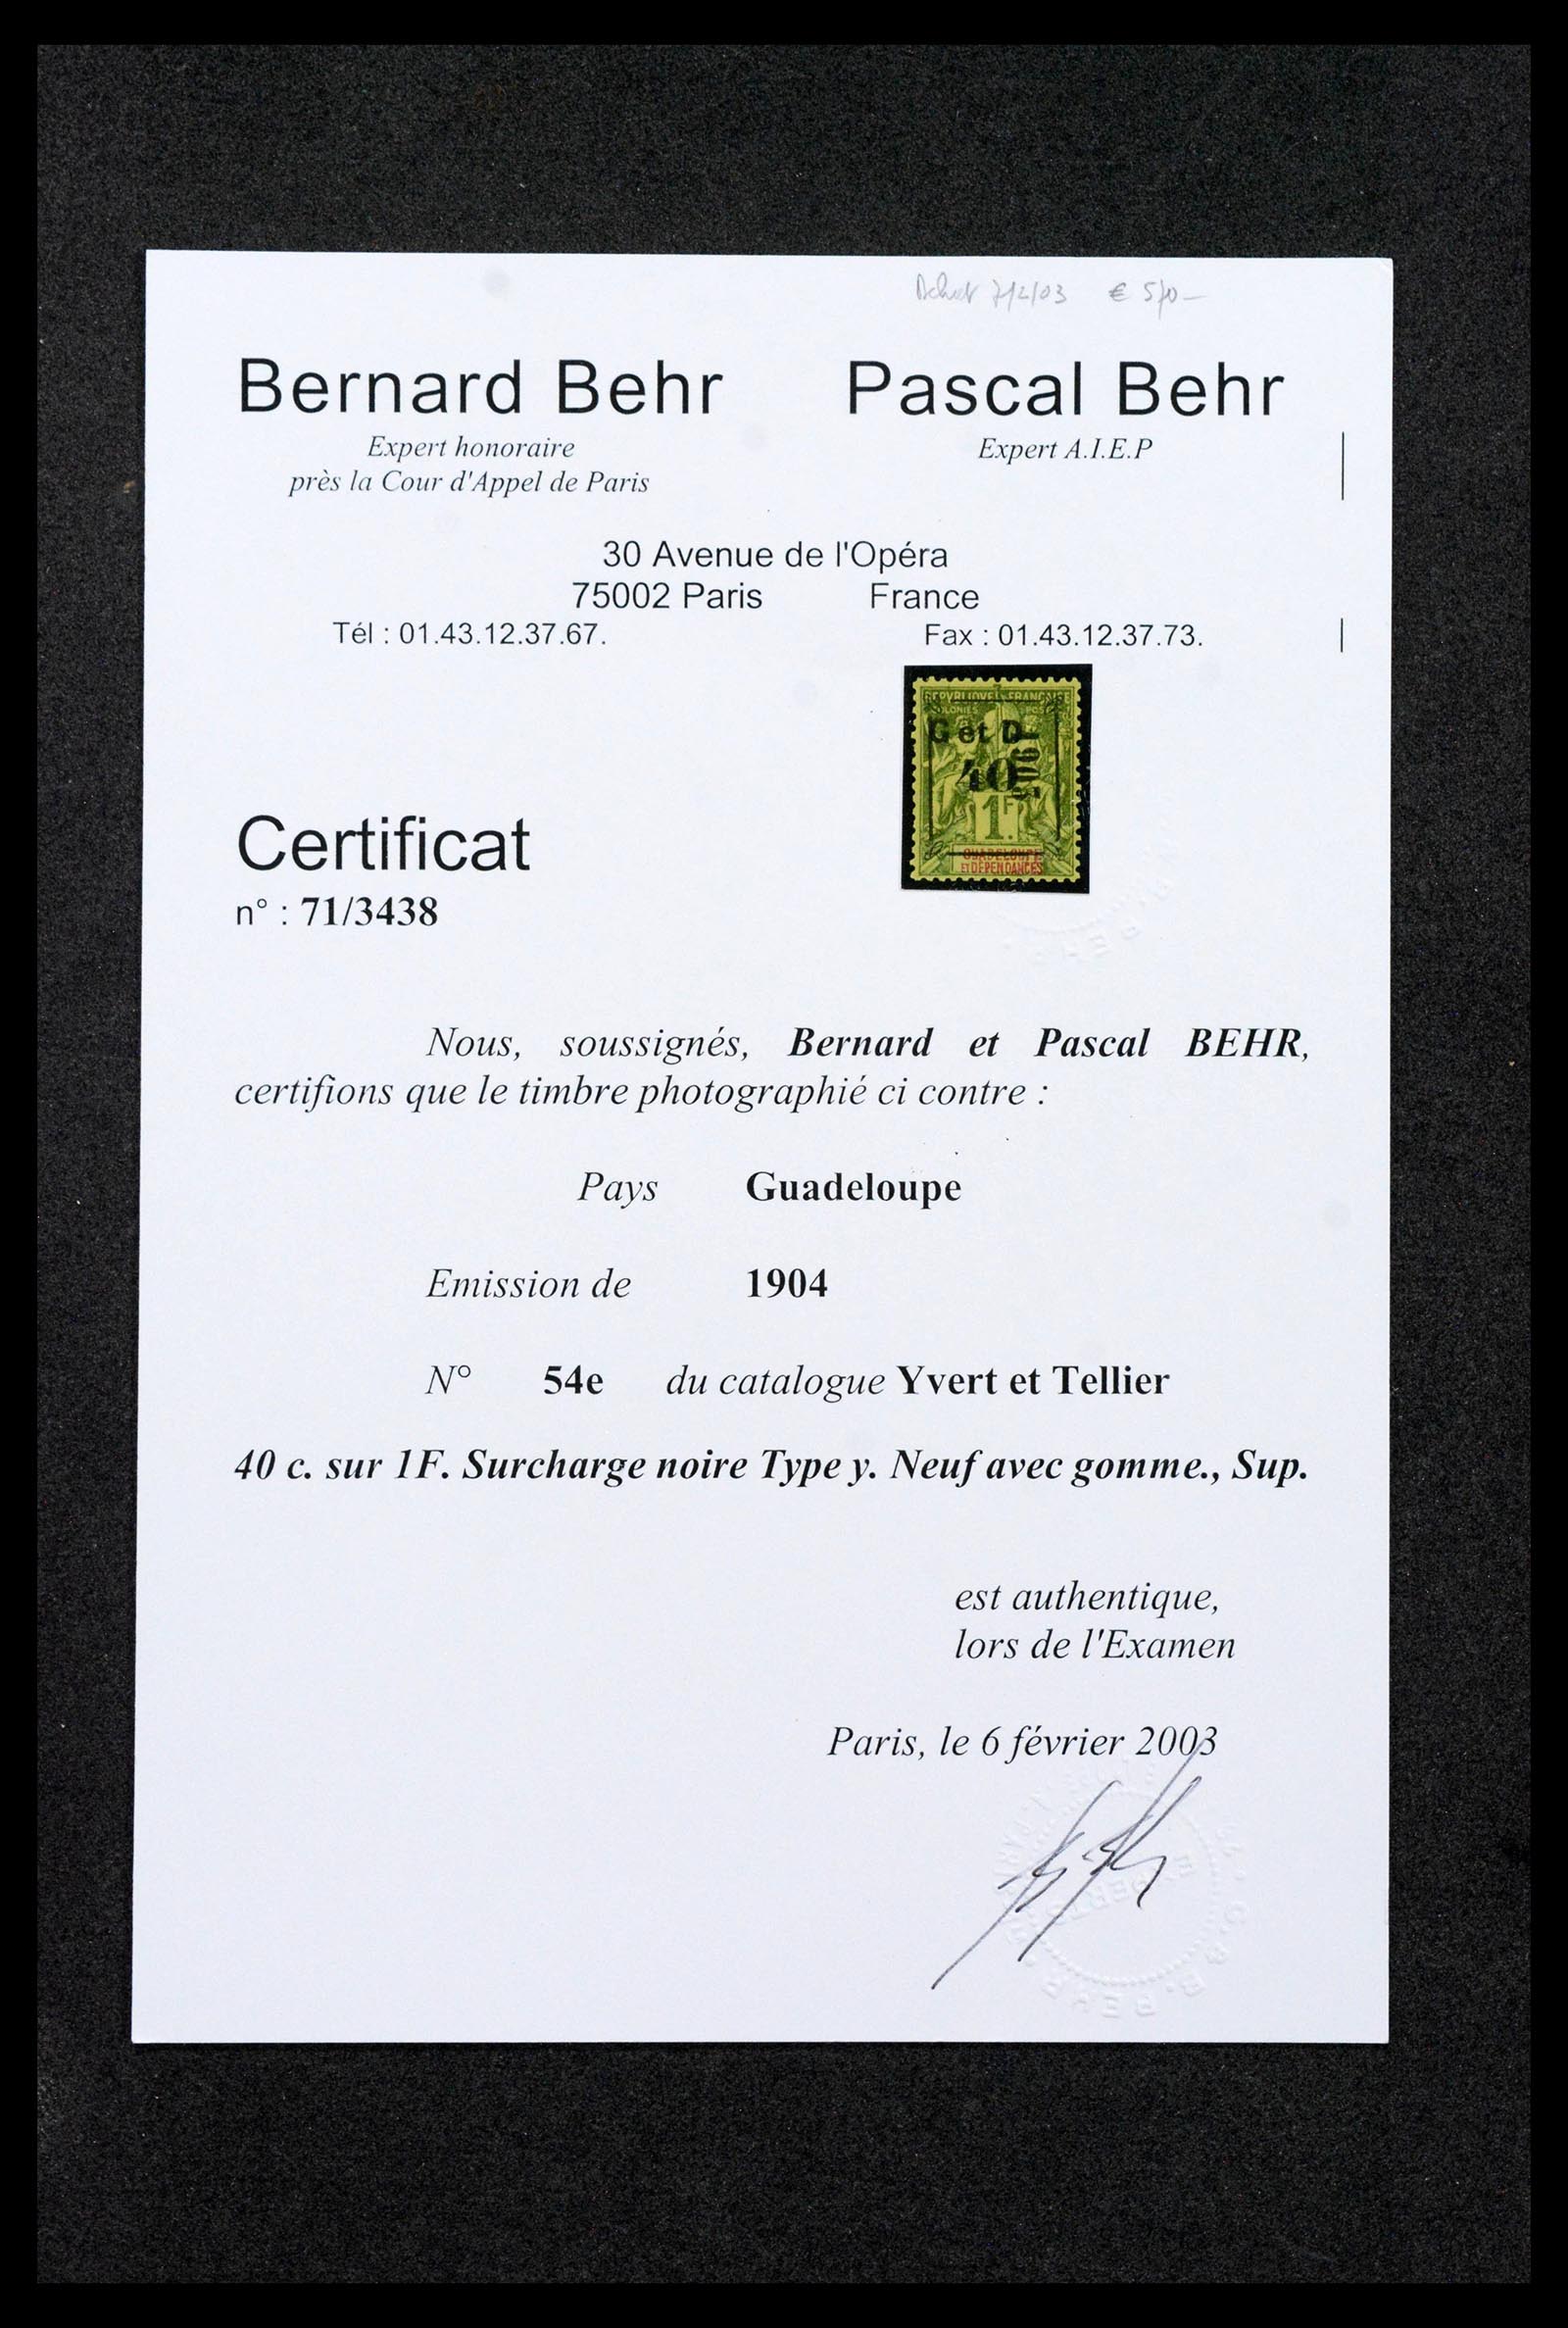 €
Bernard Behr Pascal Behr
Expert honoraire Expert A.I.E.P
près la Cour d'Appel de Paris
30 Avenue de l'Opéra
75002 Paris France
Tél : 01.43.12.37.67. Fax : 01.43.12.37.73.
G et D
40
1F
GUADELOUPE
ET DEPENDANCES
Certificat
n° : 71/3438
Nous, soussignés, Bernard et Pascal BEHR,
certifions que le timbre photographié ci contre :
Pays Guadeloupe
Emission de 1904
N° 54e du catalogue Yvert et Tellier
40 c. sur 1F. Surcharge noire Type y. Neuf avec gomme., Sup.
est authentique,
lors de l'Examen
Paris, le 6 février 2003